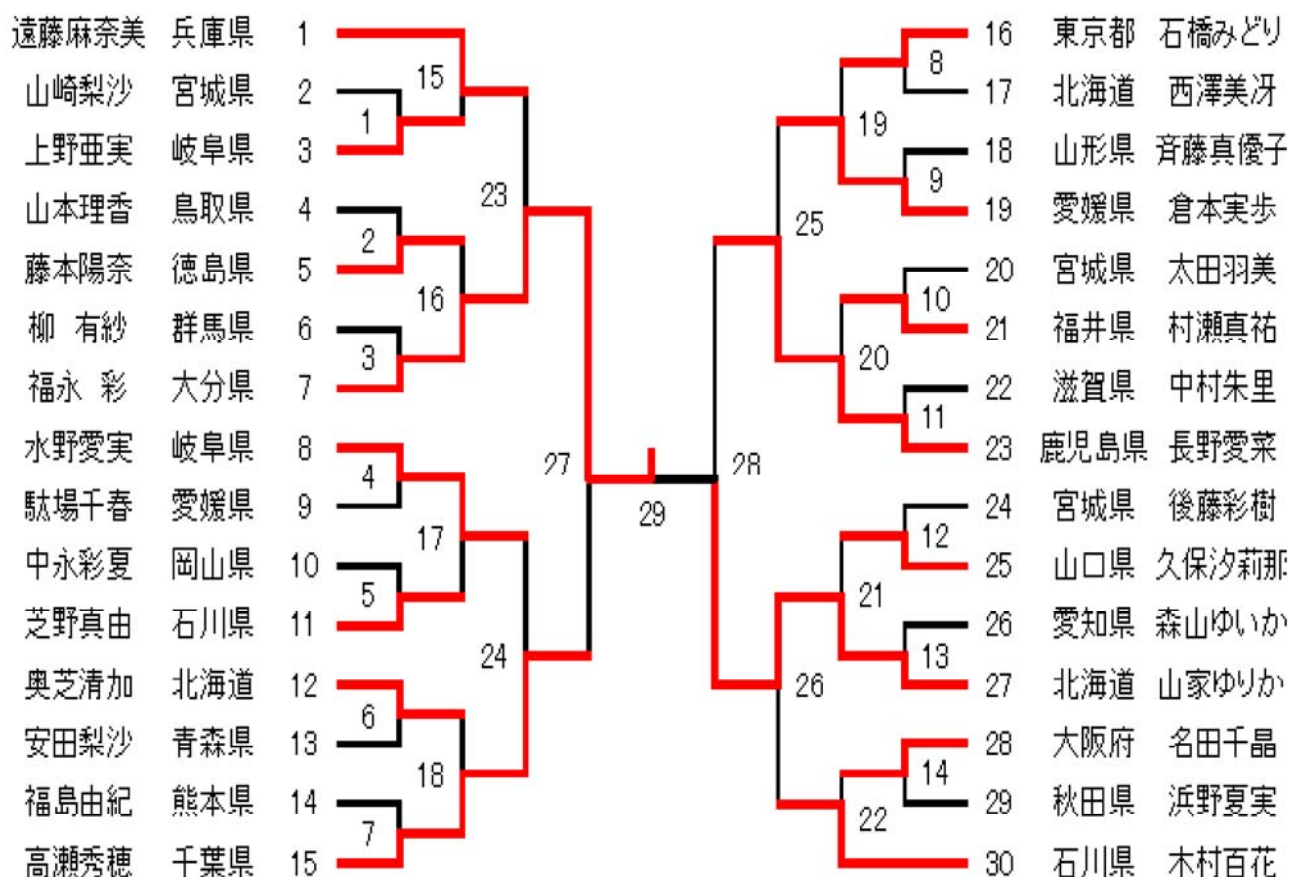 遠藤麻奈美 兵庫県 1
山崎梨沙 宮城県 2
上野亜実 岐阜県 3
山本理香 鳥取県 4
藤本陽奈 徳島県 5
柳 有紗 群馬県 6
福永 彩 大分県 7
水野愛実 岐阜県 8
駄場千春 愛媛県 9
中永彩夏 岡山県 10
芝野真由 石川県 11
奥芝清加 北海道 12
安田梨沙 青森県 13
福島由紀 熊本県 14
高瀬秀穂 千葉県 15
15
1
2
16
3
23
4
17
5
6
18
7
24
27
29
28
25
19
8
9
10
20
11
12
21
13
26
14
22
16 東京都 石橋みどり
17 北海道 西澤美冴
18 山形県 斉藤真優子
19 愛媛県 倉本実歩
20 宮城県 太田羽美
21 福井県 村瀬真祐
22 滋賀県 中村朱里
23 鹿児島県 長野愛菜
24 宮城県 後藤彩樹
25 山口県 久保汐莉那
26 愛知県 森山ゆいか
27 北海道 山家ゆりか
28 大阪府 名田千晶
29 秋田県 浜野夏実
30 石川県 木村百花